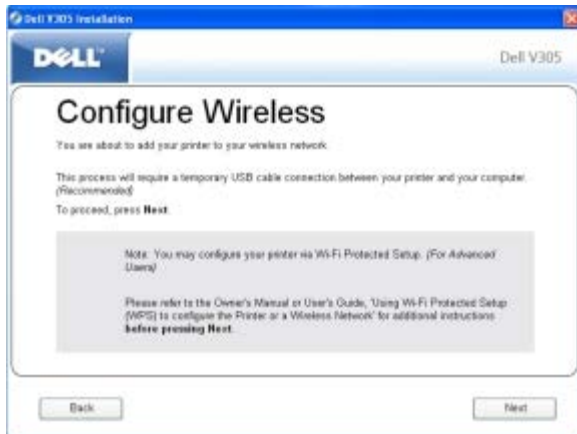 Dell V305 Installation
DELL
Dell V305
Configure Wireless
You are about to add your printer to your wireless network.
This process will require a temporary USB cable connection between your printer and your computer.
(Recommended)
To proceed, press Next.
Note: You may configure your printer via Wi-Fi Protected Setup. (For Advanced
Users)
Please refer to the Owner's Manual or User's Guide, 'Using Wi-Fi Protected Setup
(WPS) to configure the Printer or a Wireless Network' for additional instructions
before pressing Next.
Back
Next